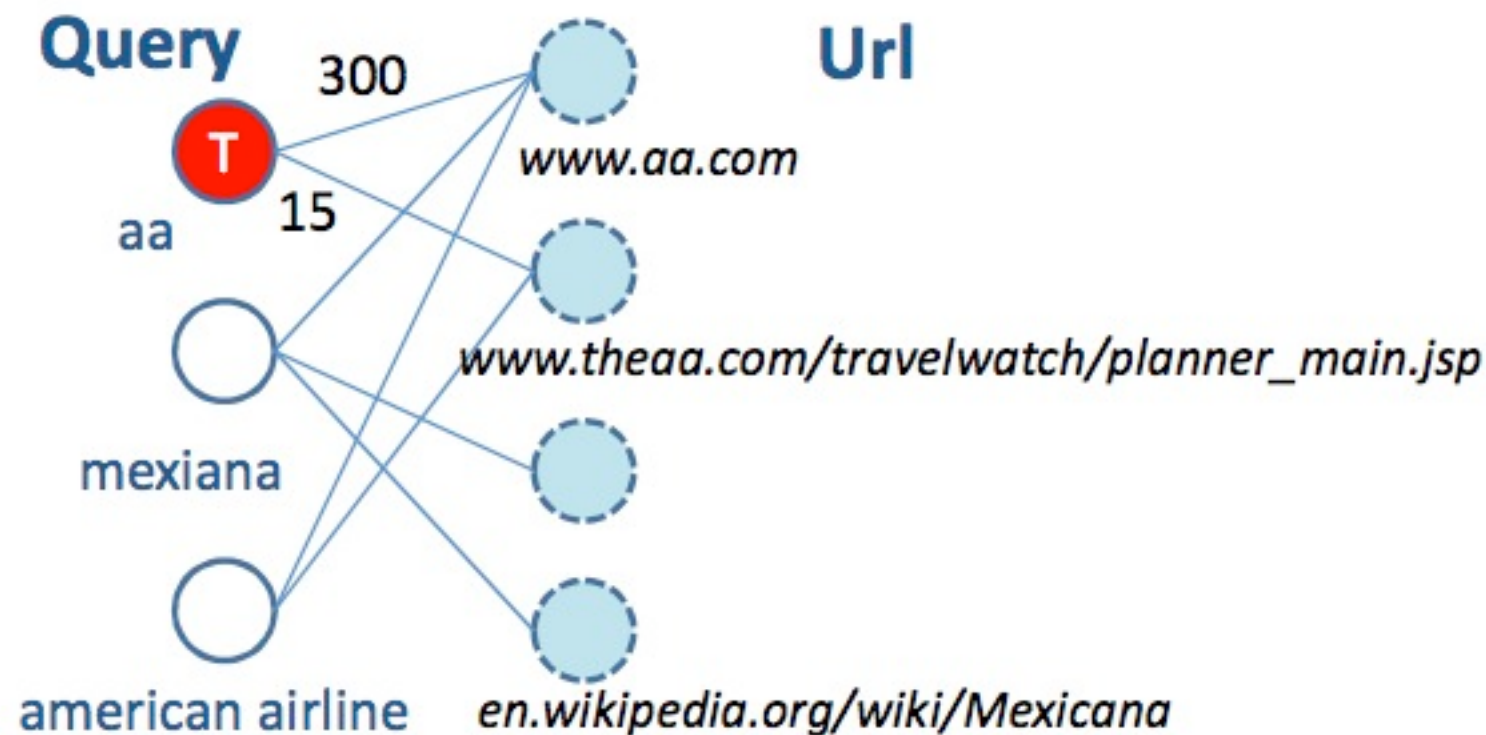 Query
300
Url
T
www.aa.com
15
aa
www.theaa.com/travelwatch/planner_main.jsp
mexiana
american airline
en.wikipedia.org/wiki/Mexicana